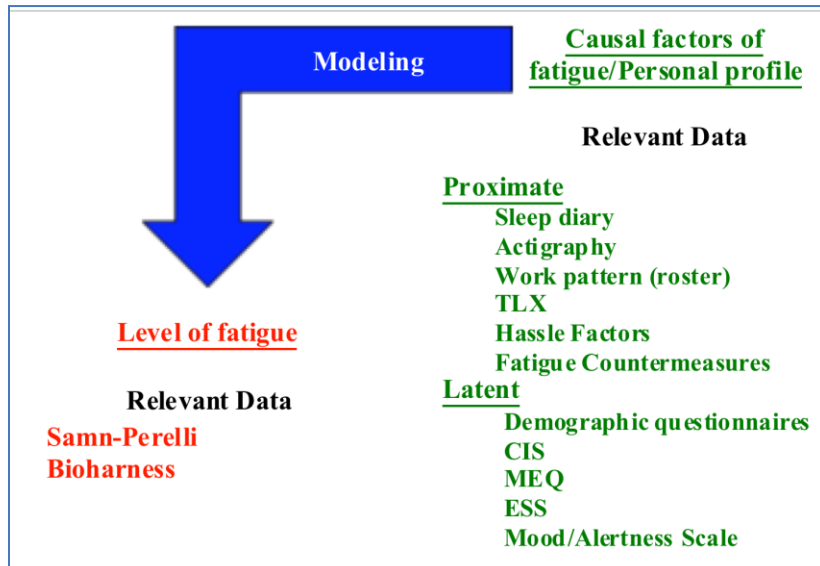 Modeling
Causal factors of
fatigue/Personal profile
Relevant Data
Proximate
Sleep diary
Actigraphy
Work pattern (roster)
TLX
Hassle Factors
Fatigue Countermeasures
Latent
Demographic questionnaires
CIS
MEQ
ESS
Mood/Alertness Scale
Level of fatigue
Relevant Data
Samn-Perelli
Bioharness